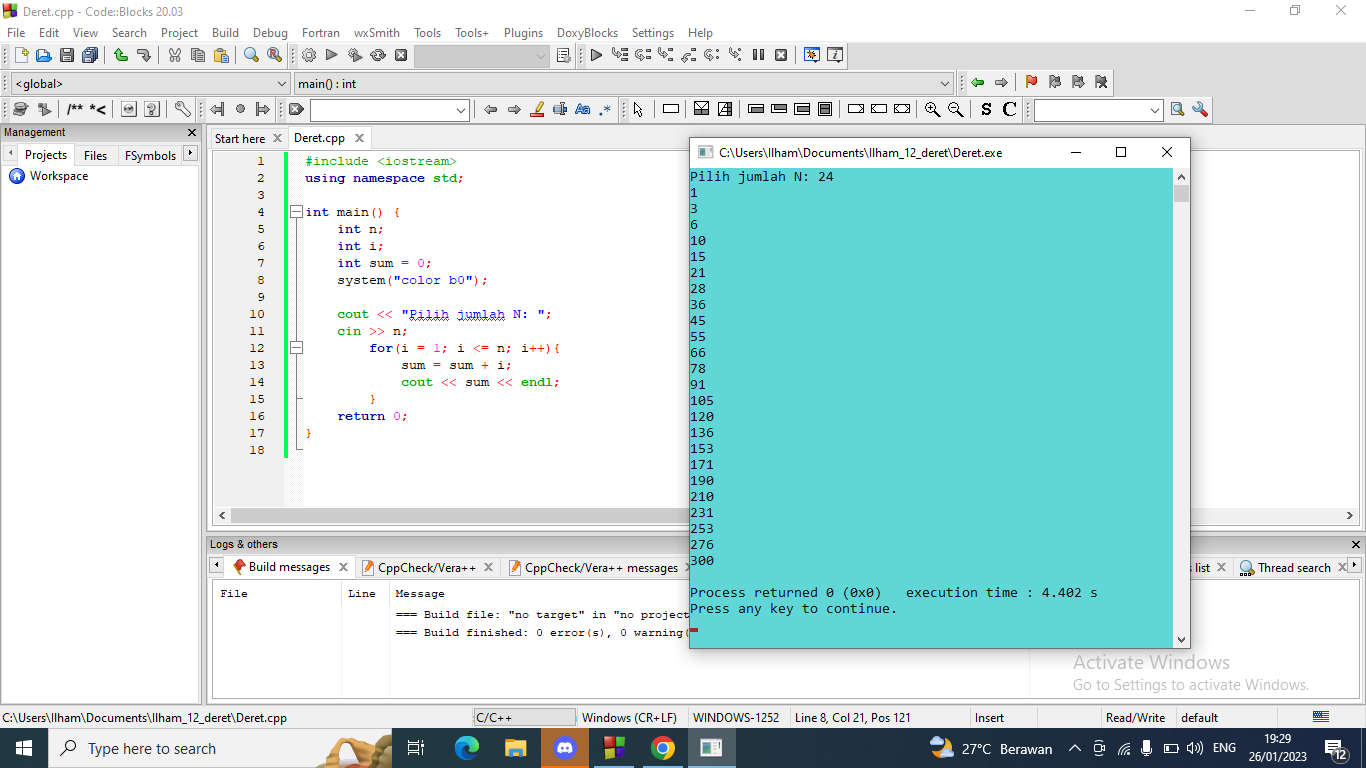 Deret.cpp - Code::Blocks 20.03
File Edit View Search Project Build Debug Fortran wxSmith Tools Tools+ Plugins DoxyBlocks Settings Help
<global> main() : int
/** *<
S C
Management
Projects Files FSymbols
Workspace
Start here Deret.cpp
1 #include <iostream>
2 using namespace std;
3
4 int main() {
5 int n;
6 int i;
7 int sum = 0;
8 system("color b0");
9
10 cout << "Pilih jumlah N: ";
11 cin >> n;
12 for(i = 1; i <= n; i++){
13 sum = sum + i;
14 cout << sum << endl;
15 }
16 return 0;
17 }
18
C:\Users\Ilham\Documents\Ilham_12_deret\Deret.exe
Pilih jumlah N: 24
1
3
6
10
15
21
28
36
45
55
66
78
91
105
120
136
153
171
190
210
231
253
276
300
Process returned 0 (0x0) execution time : 4.402 s
Press any key to continue.
Logs & others
Build messages CppCheck/Vera++ CppCheck/Vera++ messages s list Thread search
File Line Message
=== Build file: "no target" in "no project
=== Build finished: 0 error(s), 0 warning(
Activate Windows
Go to Settings to activate Windows.
C:\Users\Ilham\Documents\Ilham_12_deret\Deret.cpp C/C++ Windows (CR+LF) WINDOWS-1252 Line 8, Col 21, Pos 121 Insert Read/Write default
Type here to search
27°C Berawan ENG
19:29
26/01/2023
12